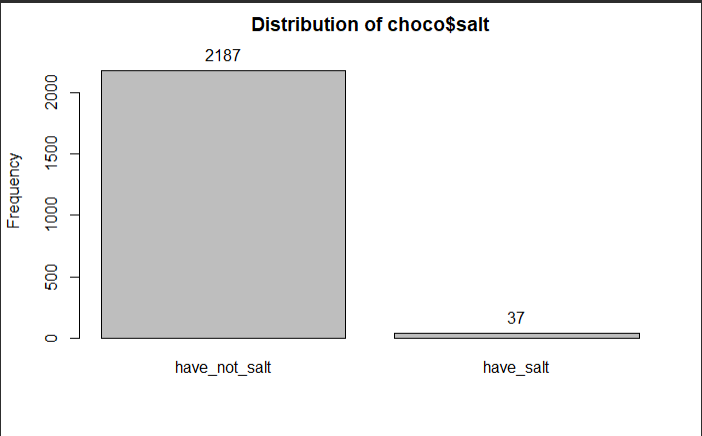 Distribution of choco$salt
2187
37
Frequency
2000
1500
1000
500
0
have_not_salt
have_salt